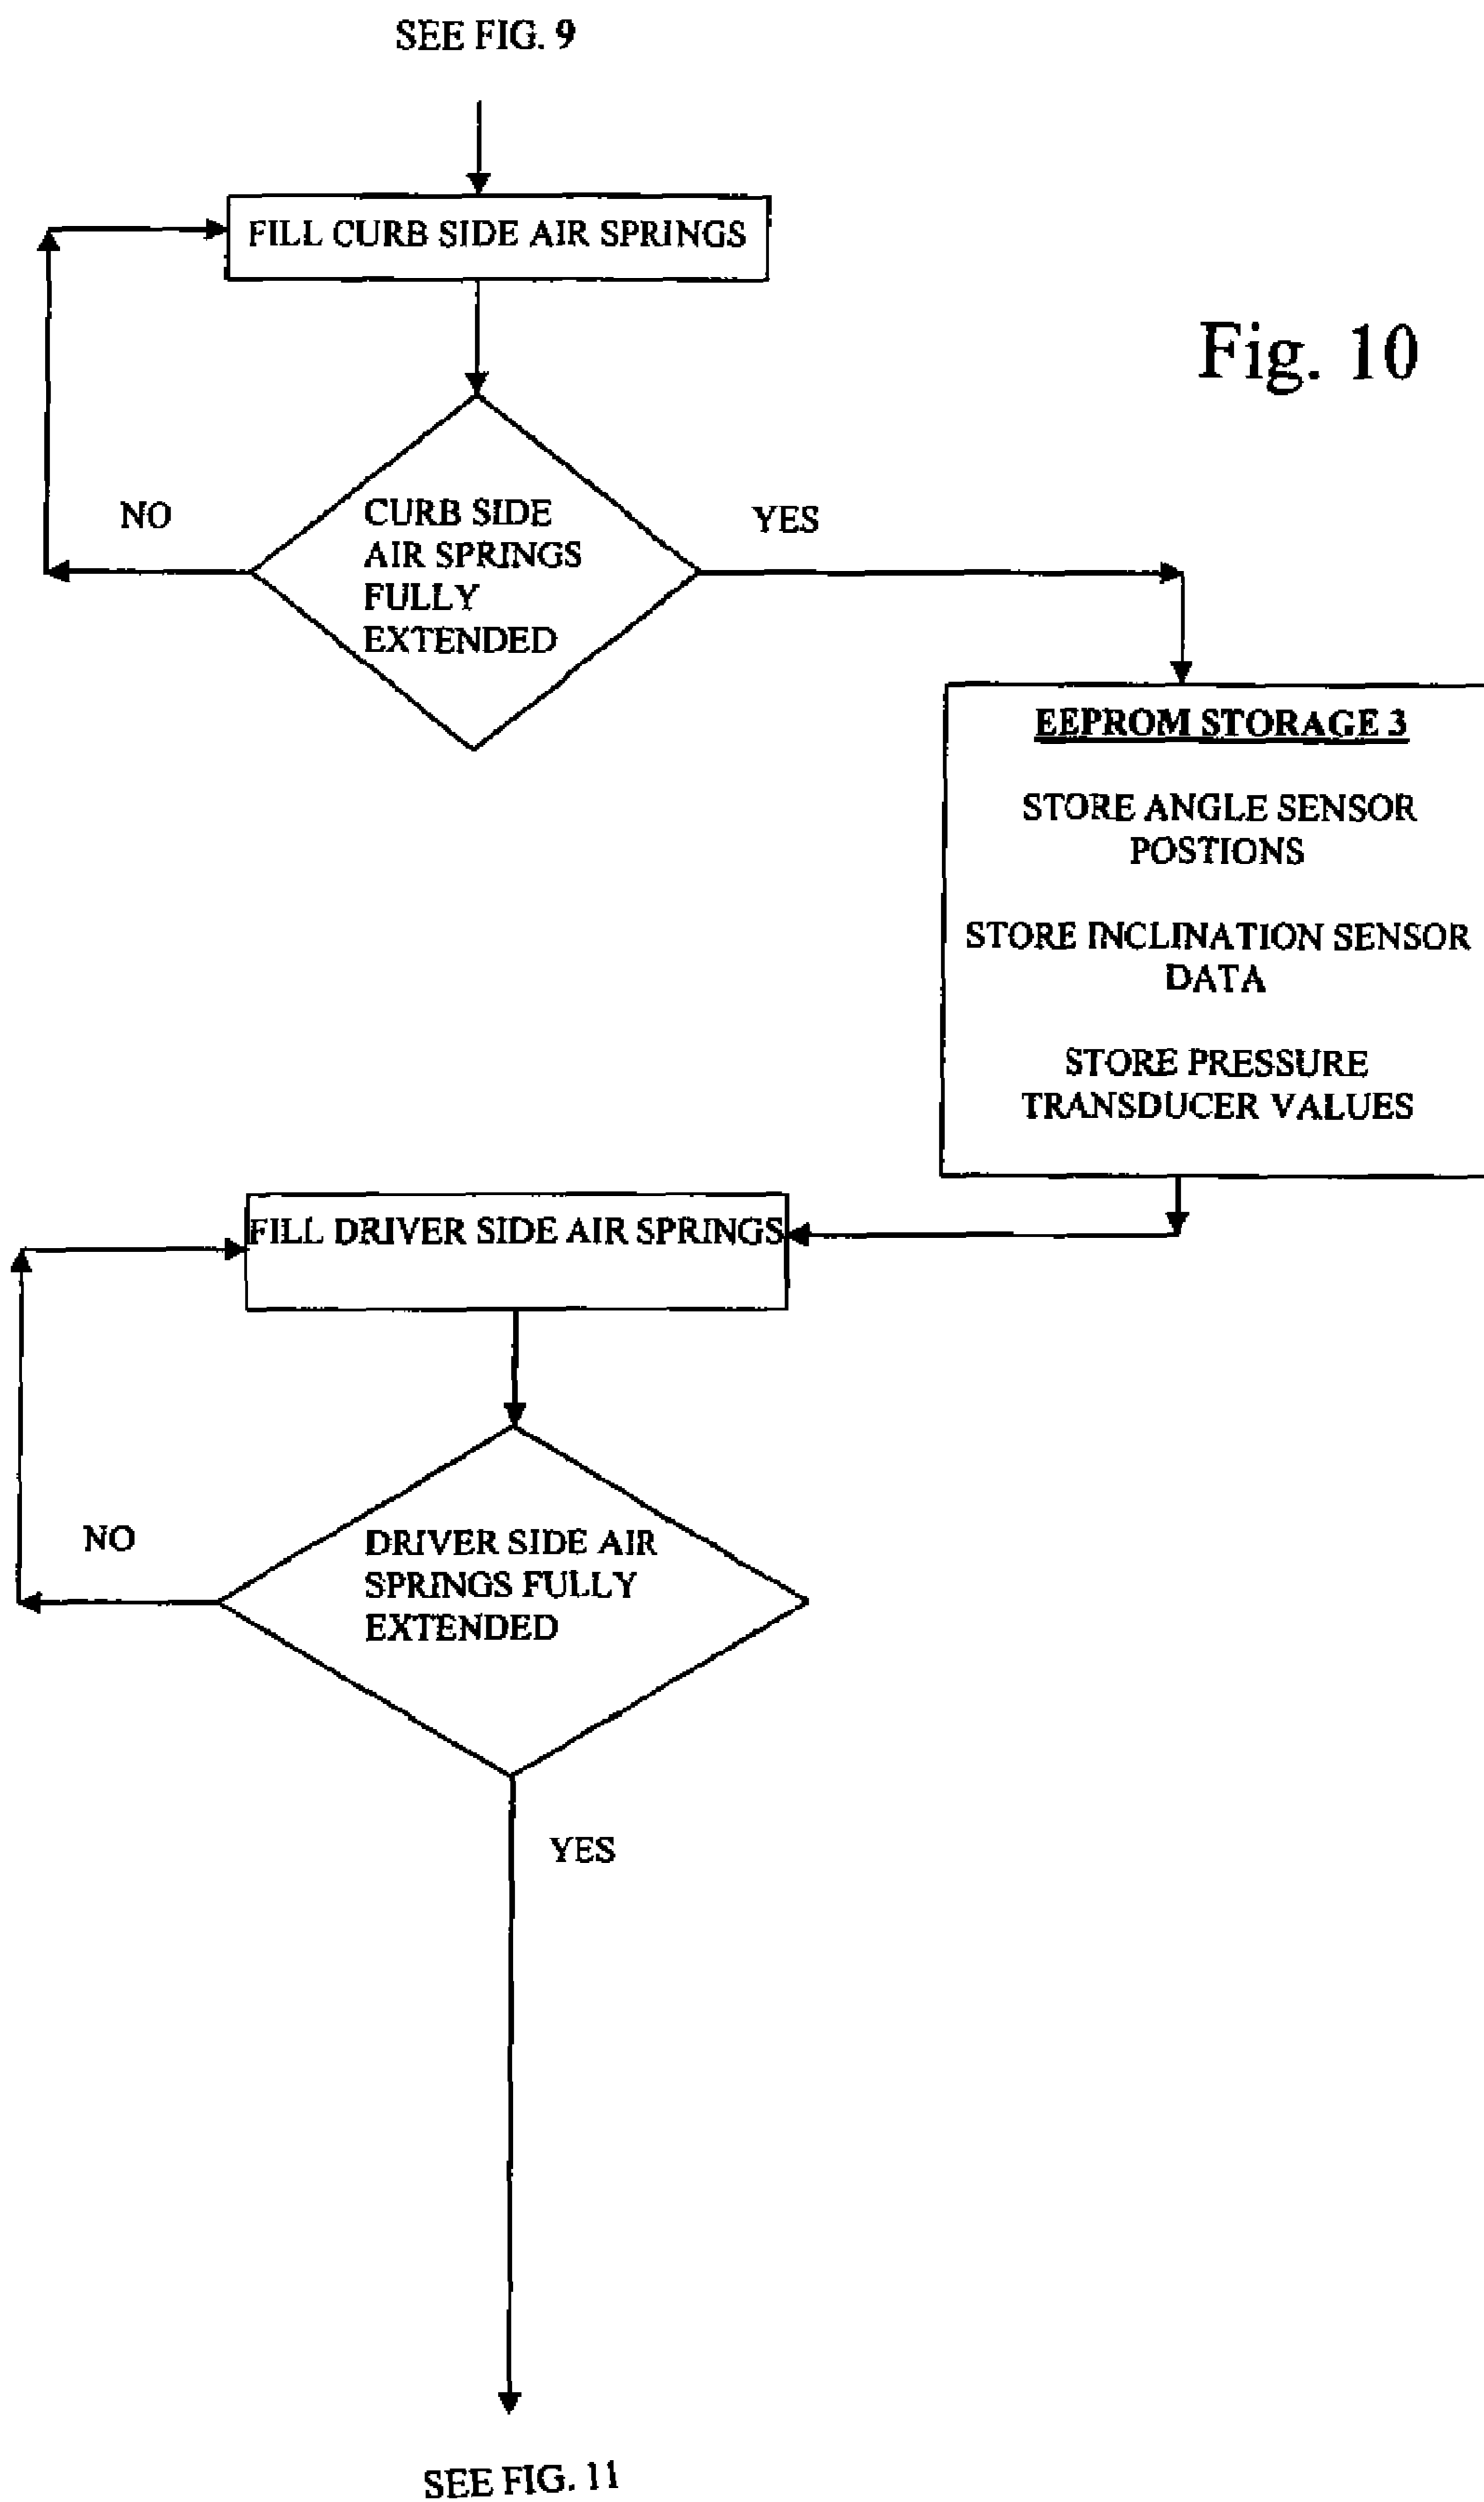 SEE FIG. 9
FILL CURB SIDE AIR SPRINGS
Fig. 10
NO
CURB SIDE
AIR SPRINGS
FULLY
EXTENDED
YES
EEPROM STORAGE 3
STORE ANGLE SENSOR
POSTIONS
STORE INCLINATION SENSOR
DATA
STORE PRESSURE
TRANSDUCER VALUES
FILL DRIVER SIDE AIR SPRINGS
NO
DRIVER SIDE AIR
SPRINGS FULLY
EXTENDED
YES
SEE FIG. 11